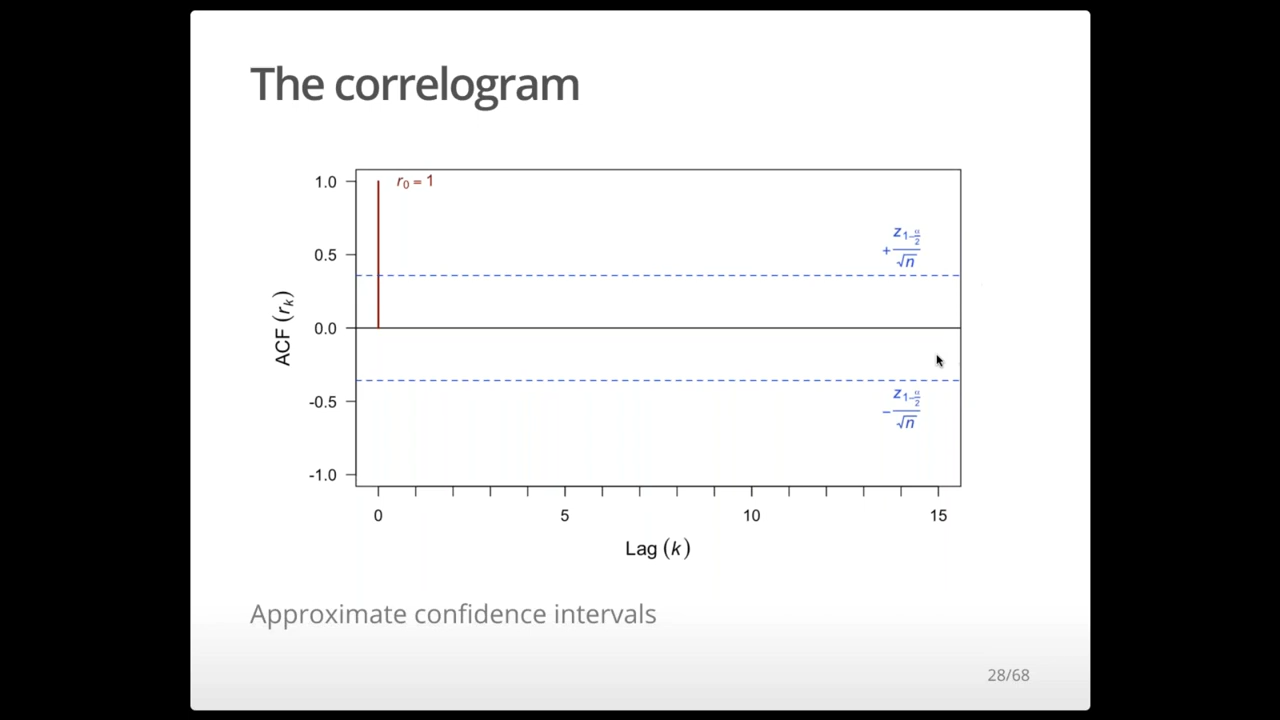 The correlogram
1.0
r₀ = 1
+ z₁₋α/₂ / √n
0.5
0.0
ACF (rₖ)
-0.5
− z₁₋α/₂ / √n
-1.0
0 5 10 15
Lag (k)
Approximate confidence intervals
28/68